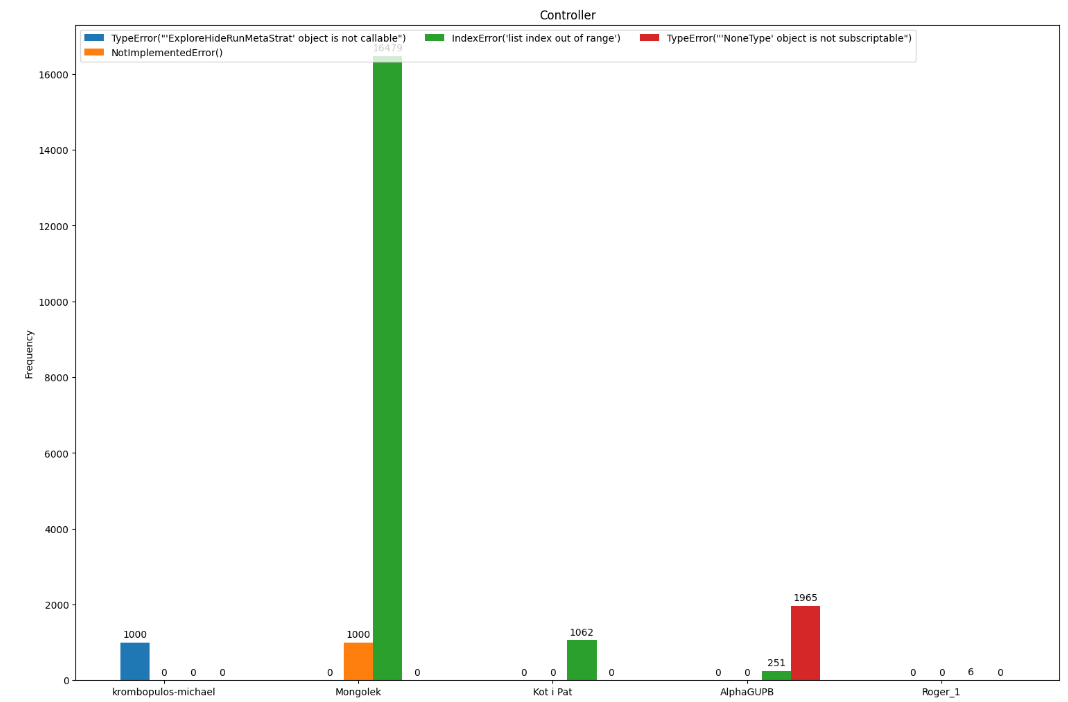 Controller
TypeError("'ExploreHideRunMetaStrat' object is not callable")
NotImplementedError()
IndexError('list index out of range')
TypeError("'NoneType' object is not subscriptable")
16479
16000
14000
12000
10000
8000
6000
4000
2000
0
Frequency
1000 0 0 0
0 1000 0
0 0 1062 0
0 0 251 1965
0 0 6 0
krombopulos-michael Mongolek Kot i Pat AlphaGUPB Roger_1